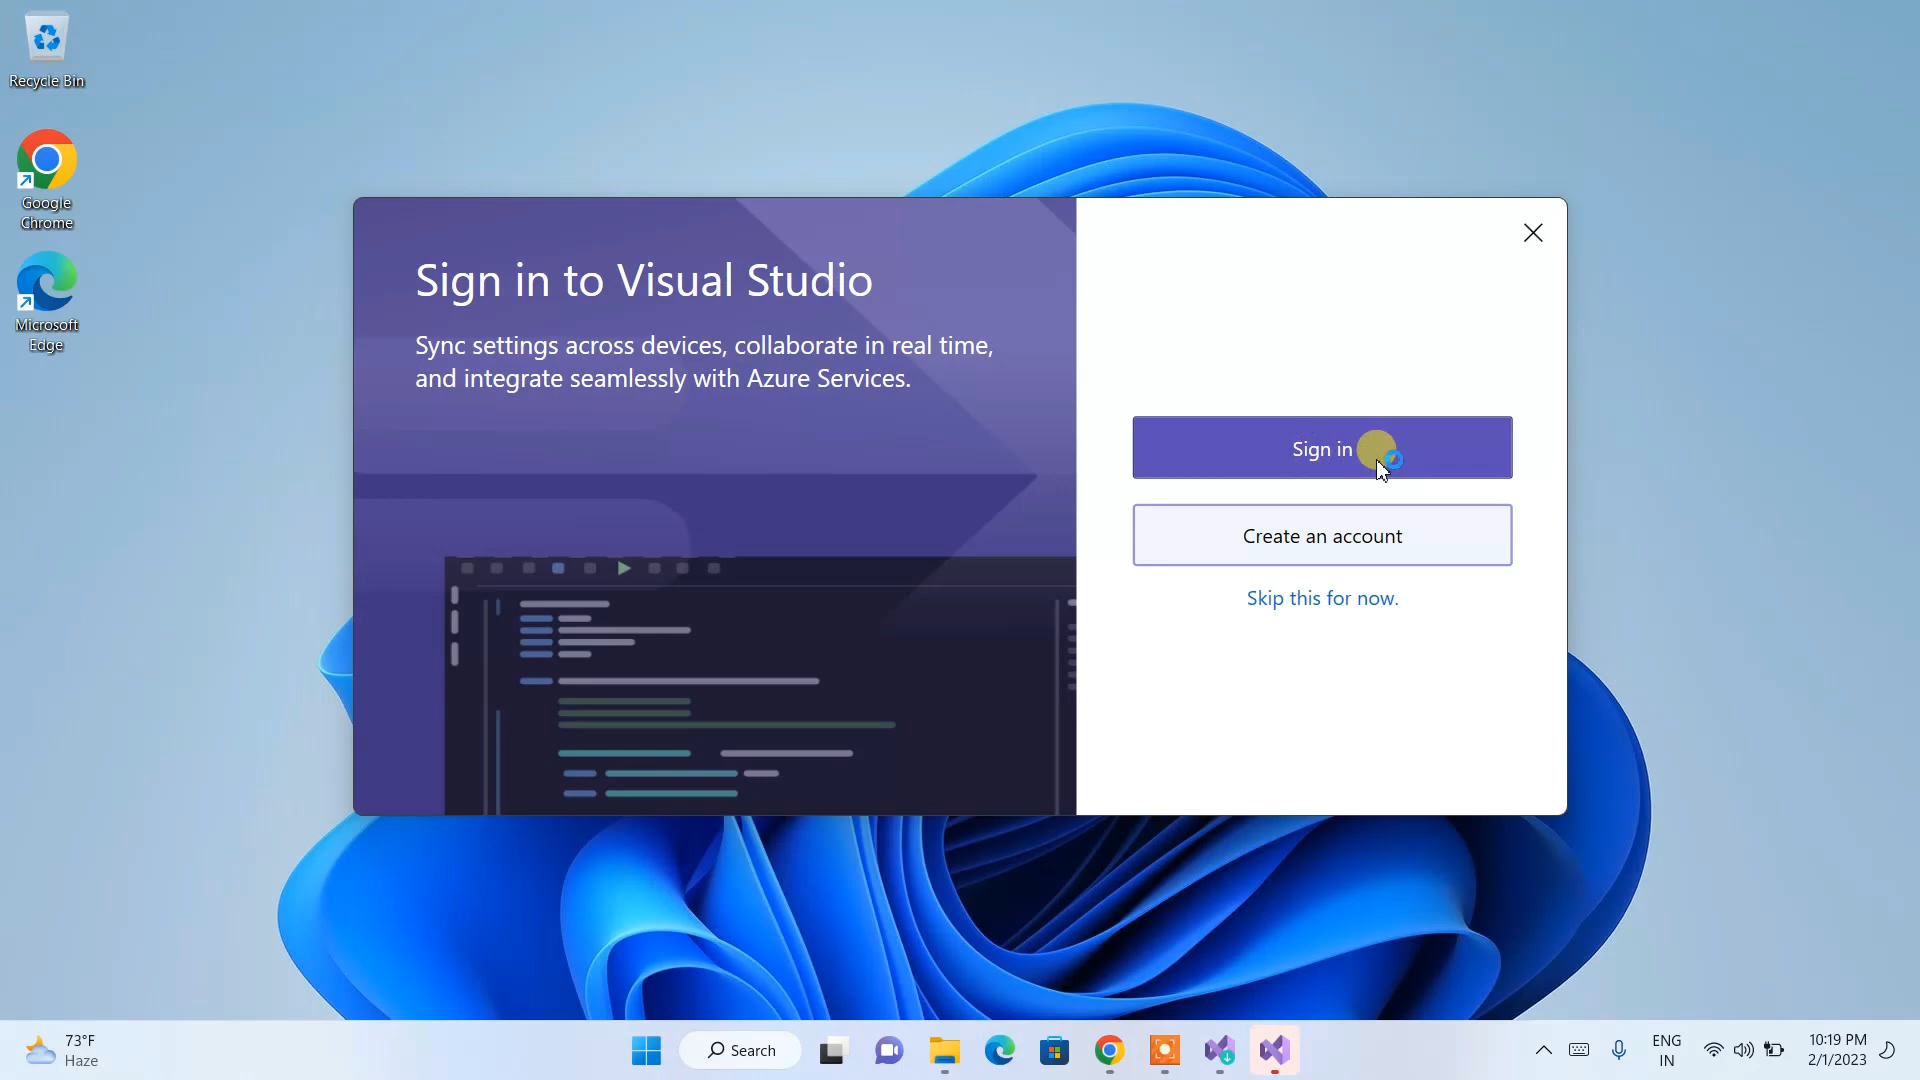 Recycle Bin
Google
Chrome
Microsoft
Edge
Sign in to Visual Studio
Sync settings across devices, collaborate in real time,
and integrate seamlessly with Azure Services.
Sign in
Create an account
Skip this for now.
73°F
Haze
Search
ENG
IN
10:19 PM
2/1/2023